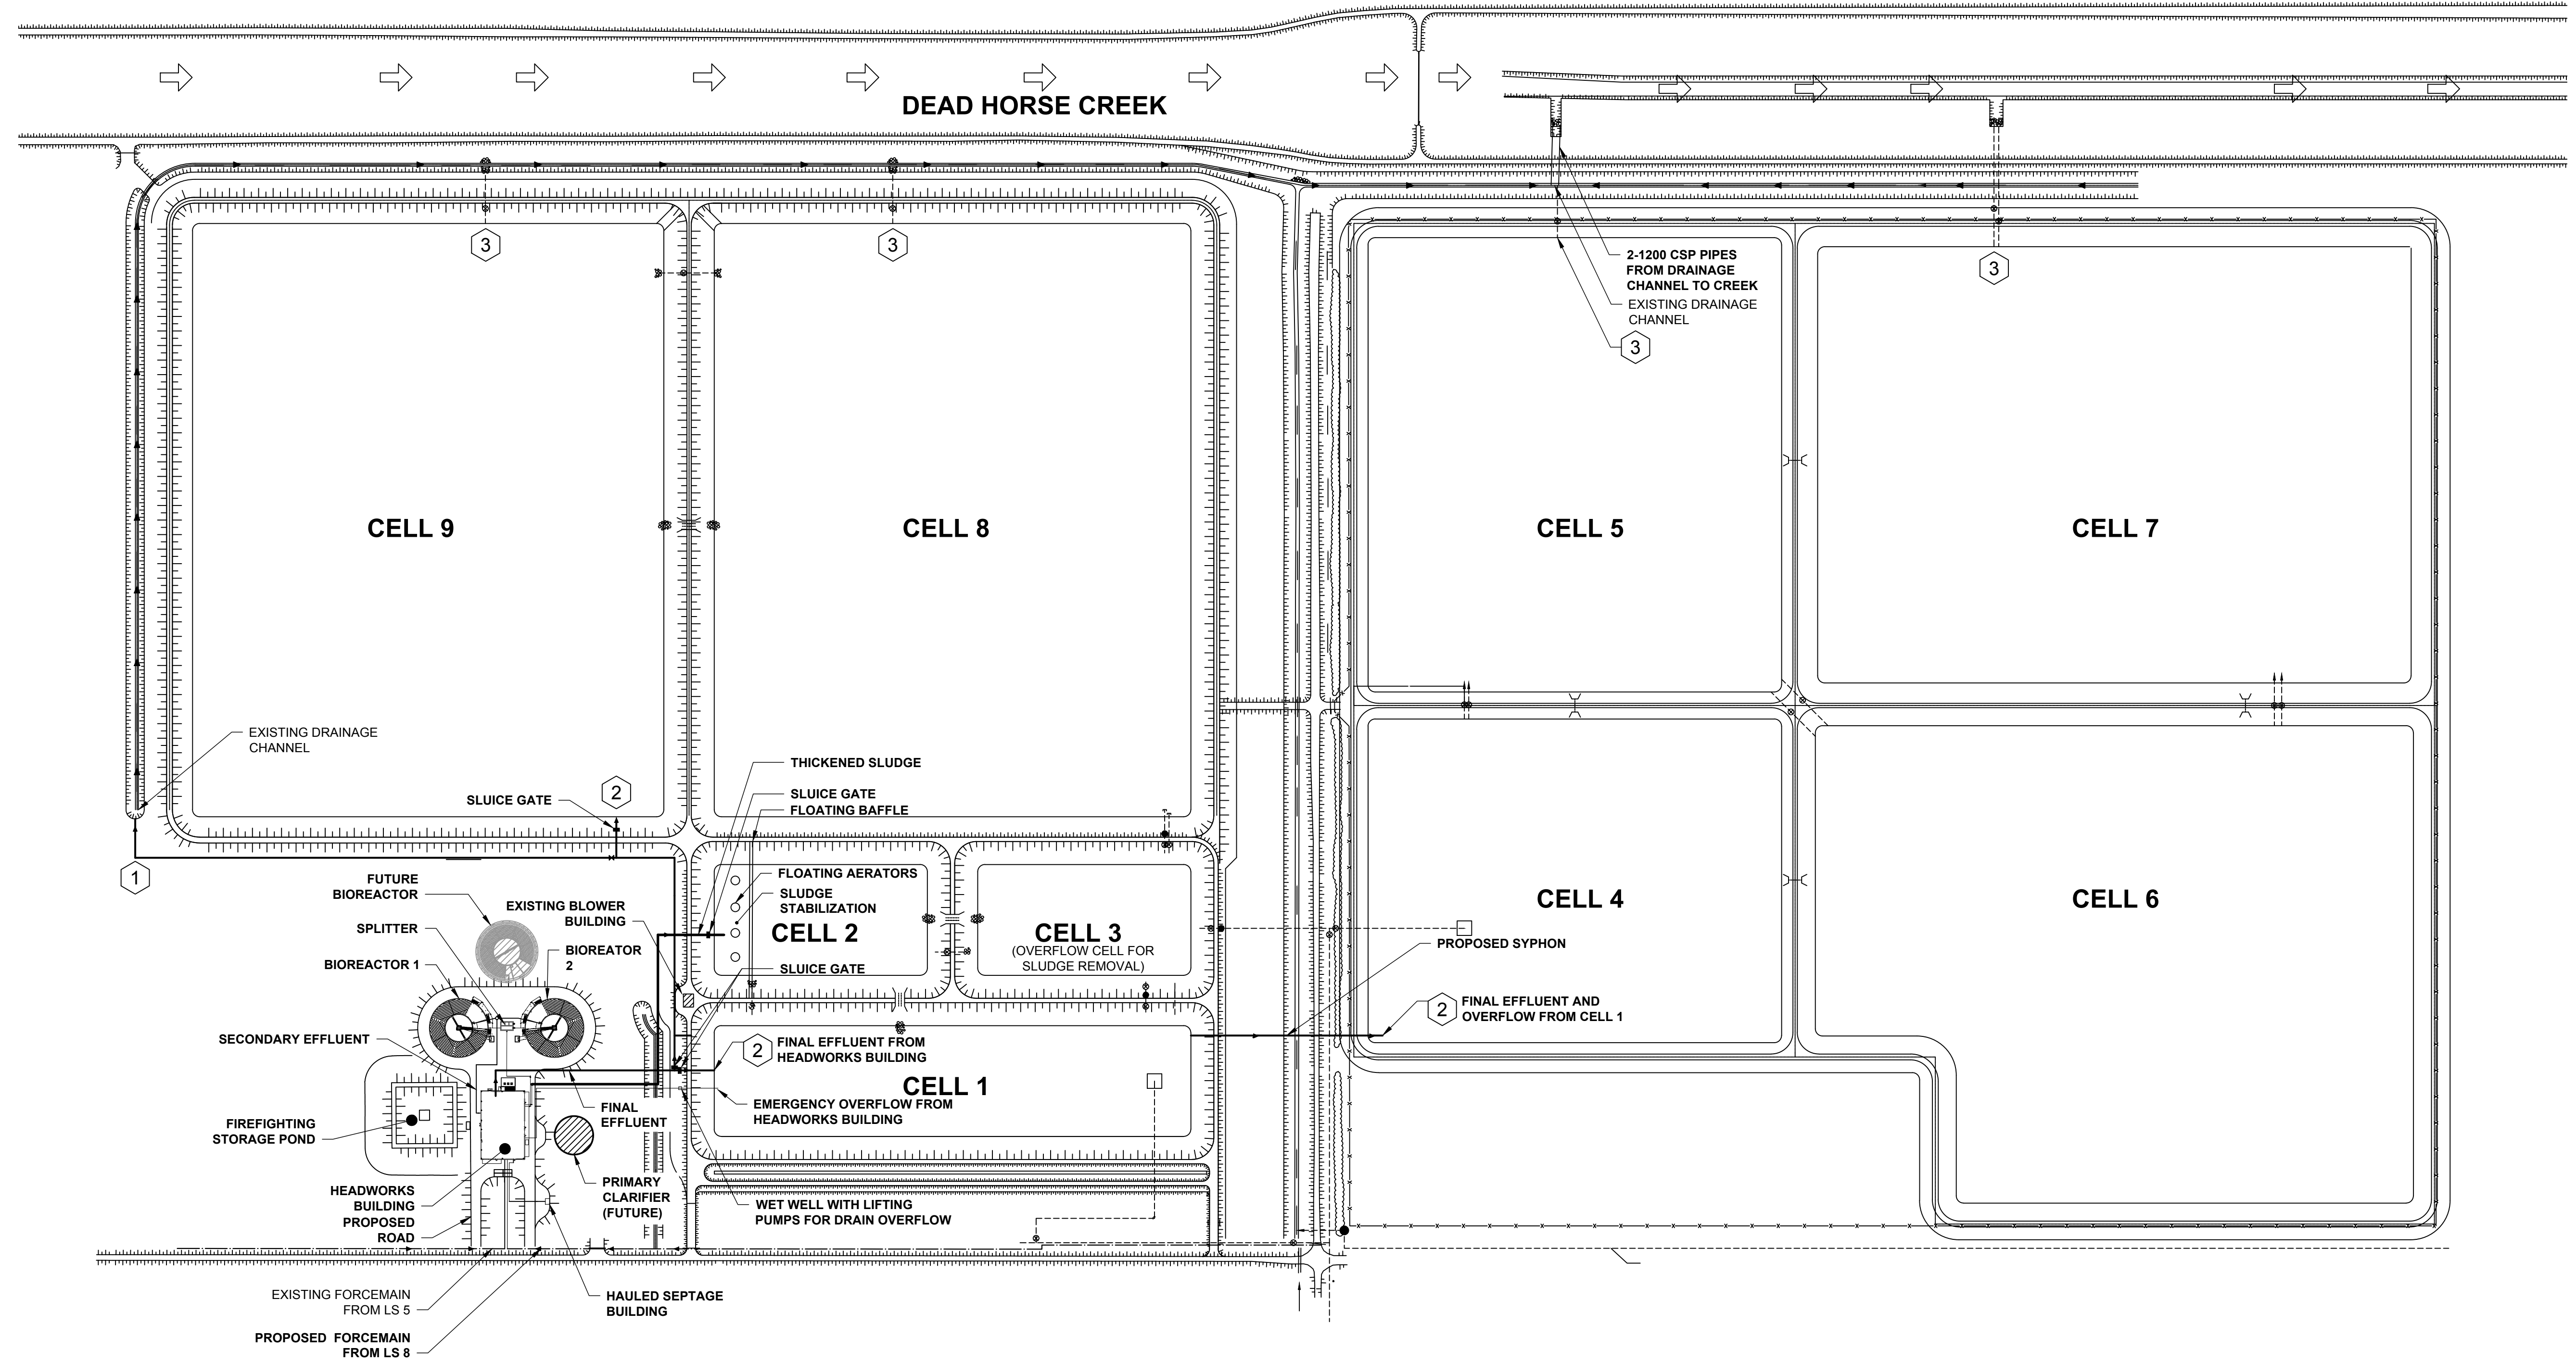 DEAD HORSE CREEK
3
3
2-1200 CSP PIPES
FROM DRAINAGE
CHANNEL TO CREEK
EXISTING DRAINAGE
CHANNEL
3
3
CELL 9
CELL 8
CELL 5
CELL 7
EXISTING DRAINAGE
CHANNEL
THICKENED SLUDGE
SLUICE GATE
2
SLUICE GATE
FLOATING BAFFLE
1
FUTURE
BIOREACTOR
FLOATING AERATORS
SLUDGE
STABILIZATION
EXISTING BLOWER
BUILDING
SPLITTER
CELL 2
CELL 3
(OVERFLOW CELL FOR
SLUDGE REMOVAL)
CELL 4
CELL 6
BIOREATOR
2
BIOREACTOR 1
SLUICE GATE
PROPOSED SYPHON
2
FINAL EFFLUENT AND
OVERFLOW FROM CELL 1
SECONDARY EFFLUENT
2
FINAL EFFLUENT FROM
HEADWORKS BUILDING
CELL 1
EMERGENCY OVERFLOW FROM
HEADWORKS BUILDING
FINAL
EFFLUENT
FIREFIGHTING
STORAGE POND
HEADWORKS
BUILDING
PROPOSED
ROAD
PRIMARY
CLARIFIER
(FUTURE)
WET WELL WITH LIFTING
PUMPS FOR DRAIN OVERFLOW
EXISTING FORCEMAIN
FROM LS 5
HAULED SEPTAGE
BUILDING
PROPOSED FORCEMAIN
FROM LS 8